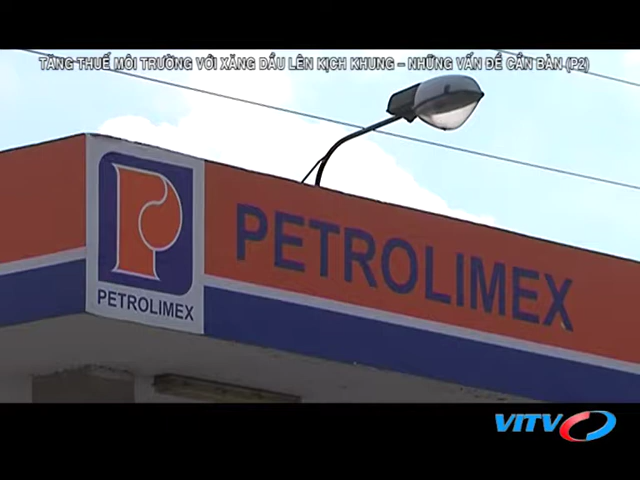 TĂNG THUẾ MÔI TRƯỜNG VỚI XĂNG DẦU LÊN KỊCH KHUNG – NHỮNG VẤN ĐỀ CẦN BÀN (P2)
P
PETROLIMEX
PETROLIMEX
VITV